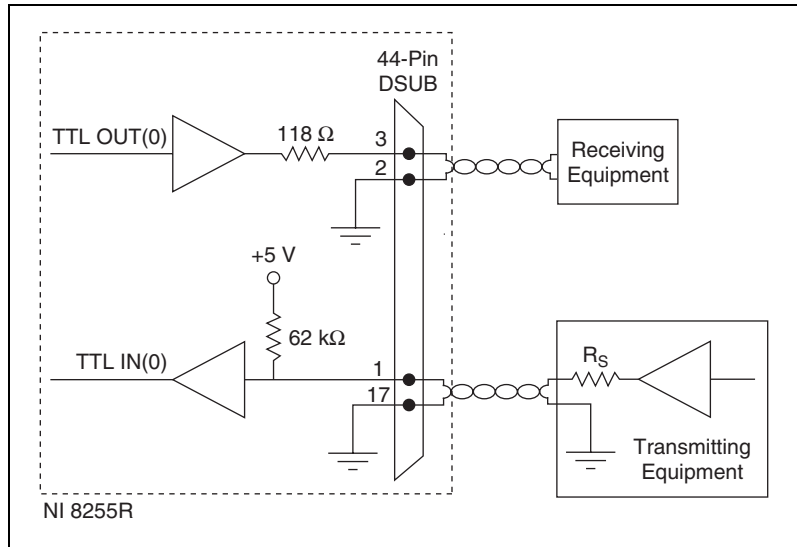 44-Pin
DSUB
TTL OUT(0)
118 Ω
3
2
Receiving
Equipment
+5 V
62 kΩ
TTL IN(0)
1
17
RS
Transmitting
Equipment
NI 8255R